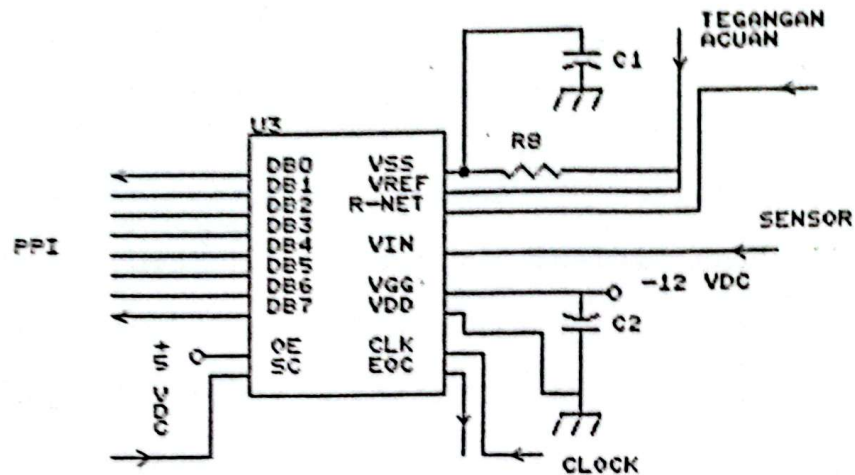 TEGANGAN
ACUAN
C1
U3
R8
DB0 VSS
DB1 VREF
DB2 R-NET
DB3
SENSOR
PPI
DB4 VIN
DB5
DB6 VGG
-12 VDC
DB7 VDD
C2
+5 VDC
OE CLK
SC EOC
CLOCK